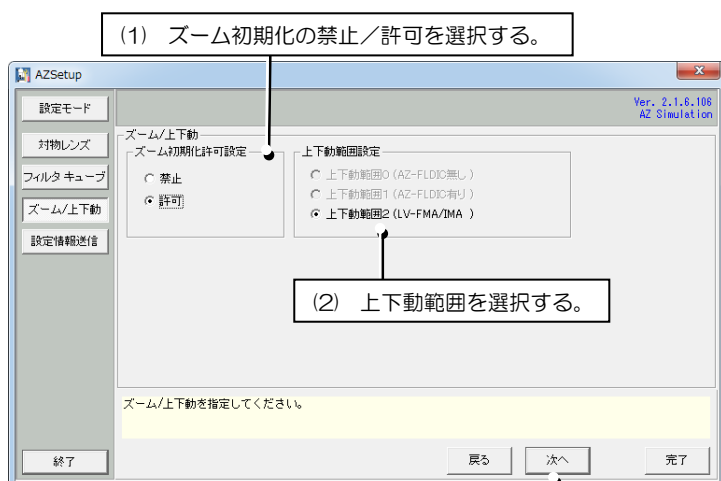 (1) ズーム初期化の禁止／許可を選択する。
AZSetup
設定モード
Ver. 2.1.6.106
AZ Simulation
対物レンズ
フィルタ キューブ
ズーム/上下動
設定情報送信
ズーム/上下動
ズーム初期化許可設定
禁止
許可
上下動範囲設定
上下動範囲0 (AZ-FLDIC無し )
上下動範囲1 (AZ-FLDIC有り )
上下動範囲2 (LV-FMA/IMA )
(2) 上下動範囲を選択する。
ズーム/上下動を指定してください。
終了
戻る
次へ
完了